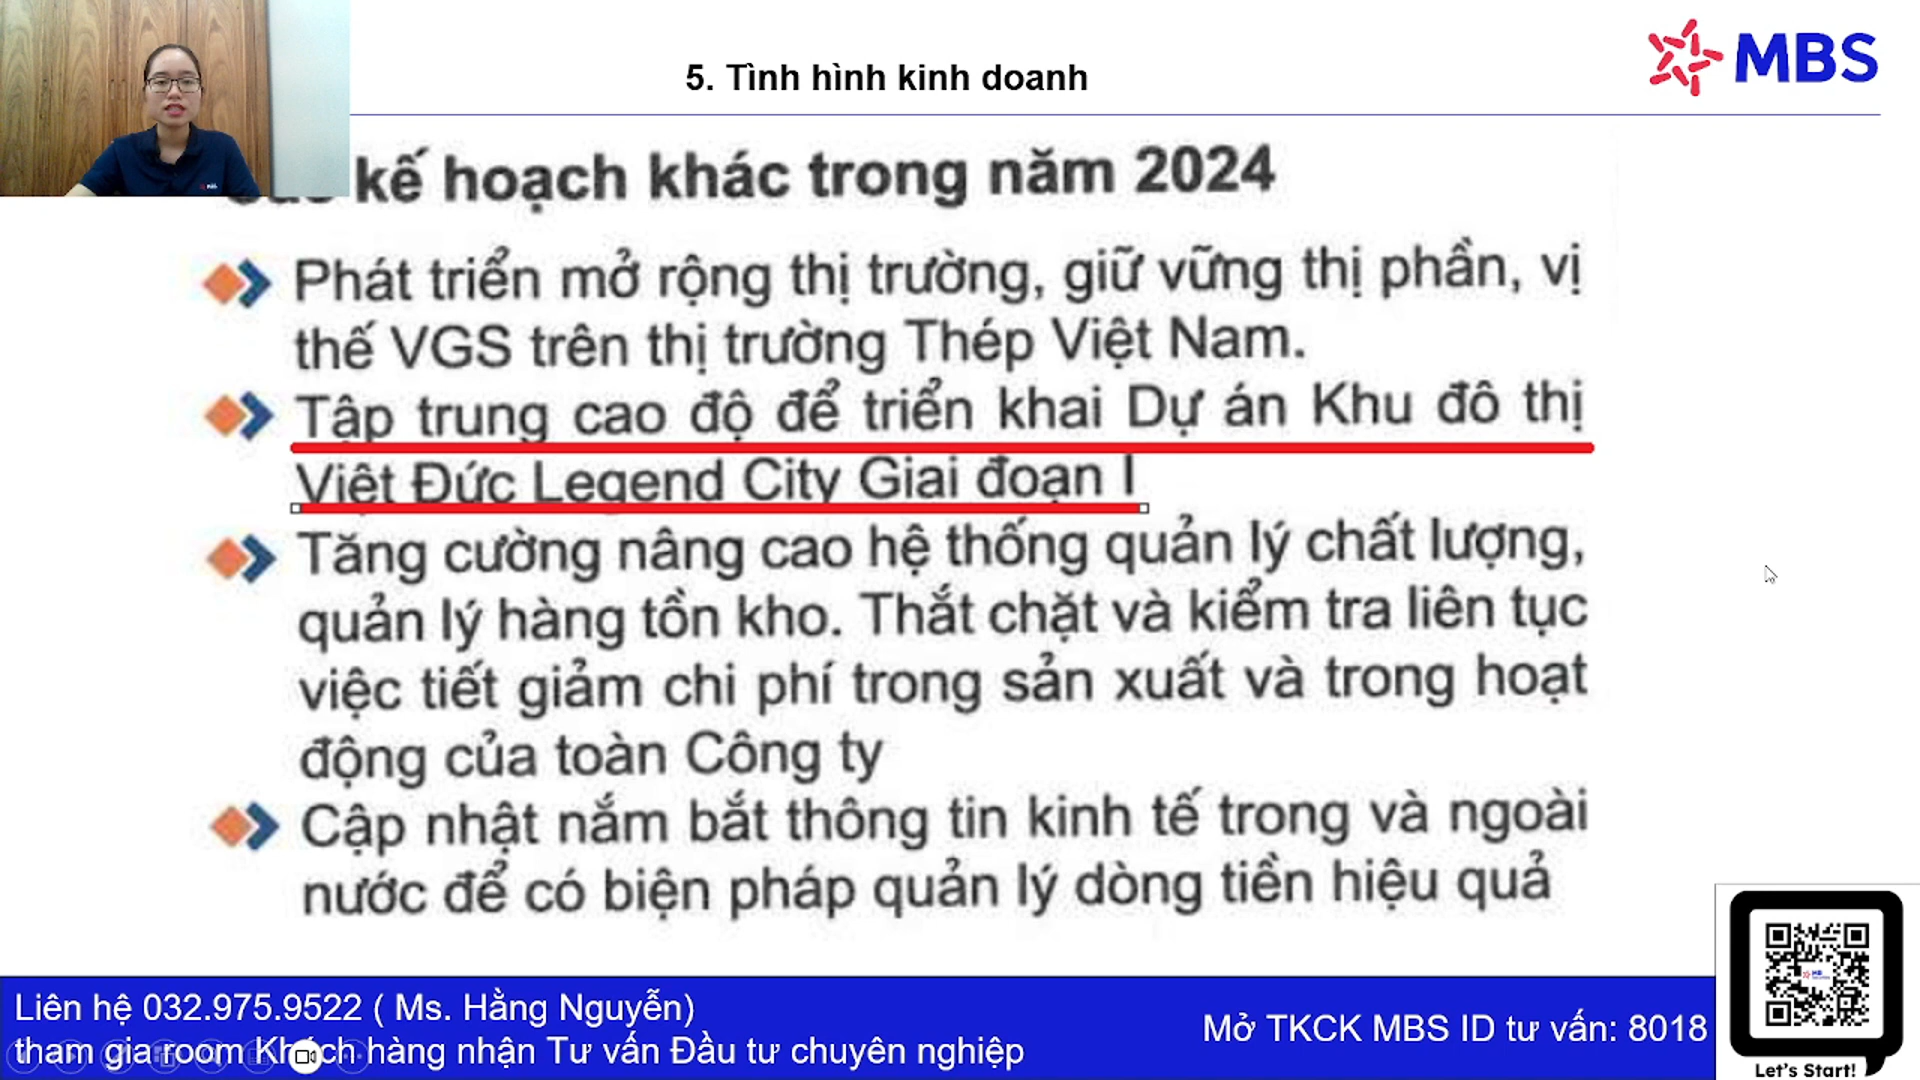 5. Tình hình kinh doanh
MBS
kế hoạch khác trong năm 2024
Phát triển mở rộng thị trường, giữ vững thị phần, vị
thế VGS trên thị trường Thép Việt Nam.
Tập trung cao độ để triển khai Dự án Khu đô thị
Việt Đức Legend City Giai đoạn I
Tăng cường nâng cao hệ thống quản lý chất lượng,
quản lý hàng tồn kho. Thắt chặt và kiểm tra liên tục
việc tiết giảm chi phí trong sản xuất và trong hoạt
động của toàn Công ty
Cập nhật nắm bắt thông tin kinh tế trong và ngoài
nước để có biện pháp quản lý dòng tiền hiệu quả
Liên hệ 032.975.9522 ( Ms. Hằng Nguyễn)
tham gia room Khách hàng nhận Tư vấn Đầu tư chuyên nghiệp
Mở TKCK MBS ID tư vấn: 8018
MBS
Let's Start!